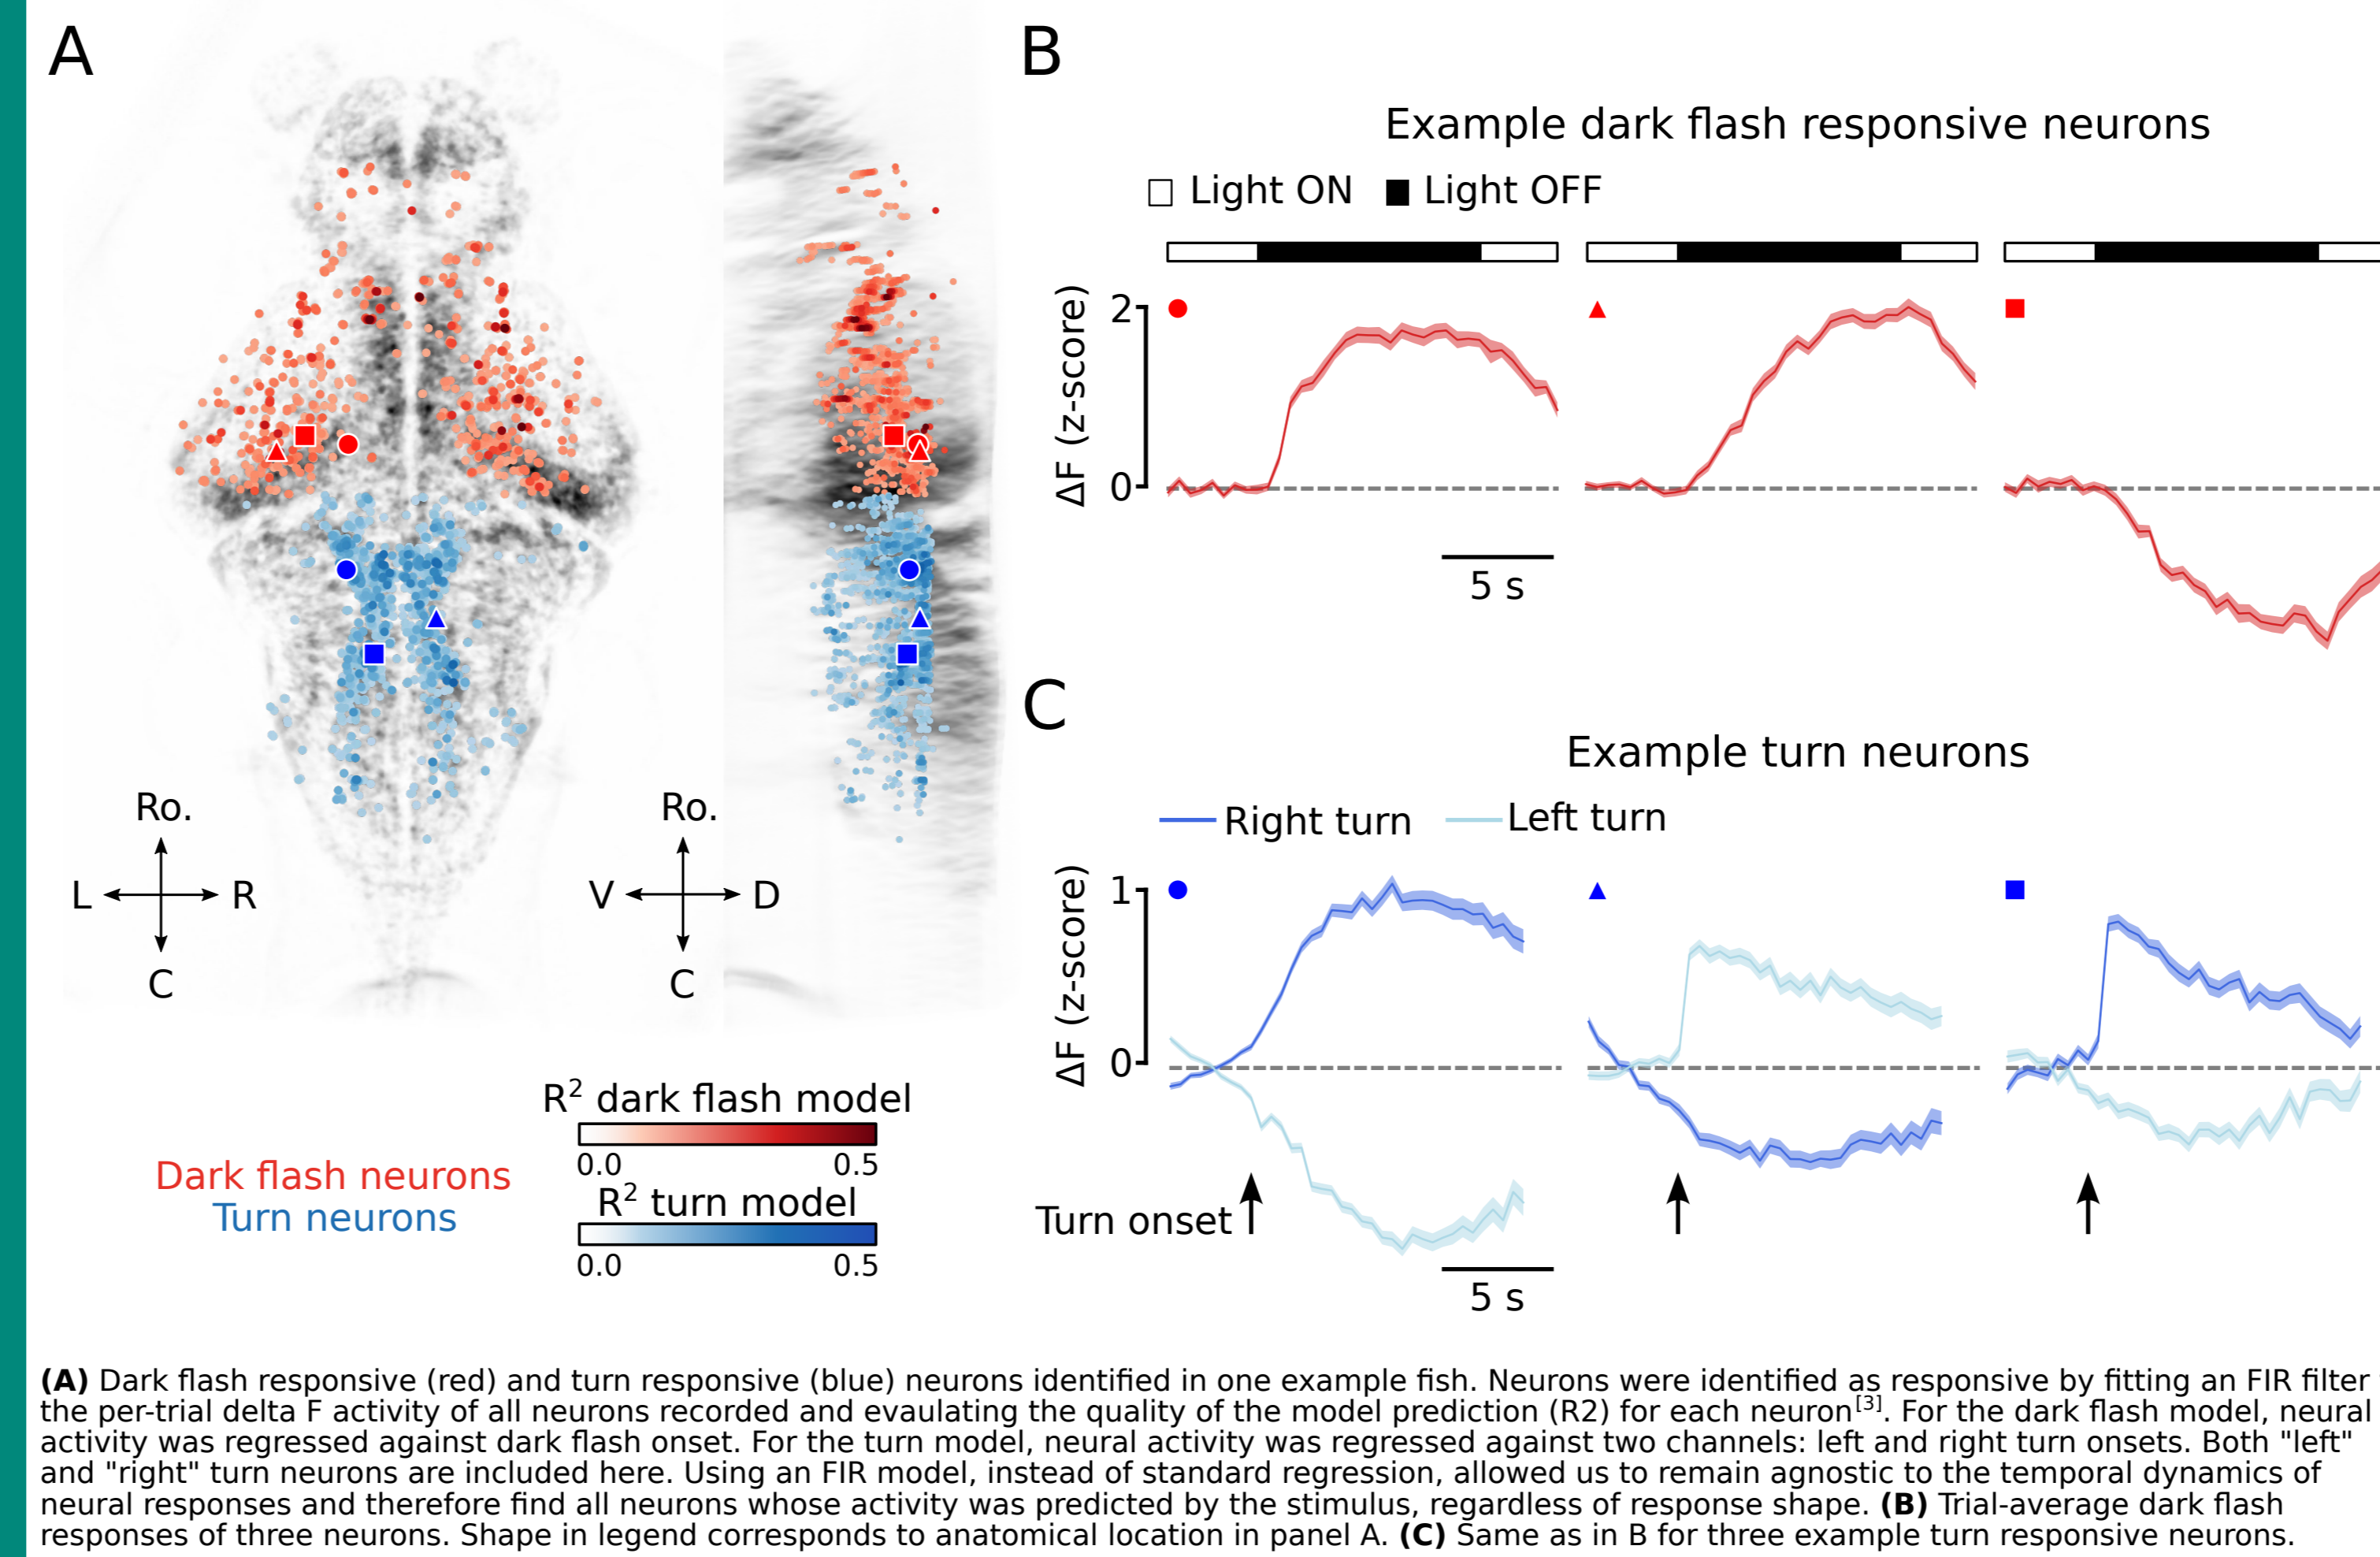 A
B
Example dark flash responsive neurons
Light ON Light OFF
ΔF (z-score)
2
0
5 s
C
Example turn neurons
Right turn Left turn
ΔF (z-score)
1
0
Turn onset
5 s
Ro.
L R
C
Ro.
V D
C
R² dark flash model
0.0 0.5
R² turn model
0.0 0.5
Dark flash neurons
Turn neurons
(A) Dark flash responsive (red) and turn responsive (blue) neurons identified in one example fish. Neurons were identified as responsive by fitting an FIR filter
the per-trial delta F activity of all neurons recorded and evaulating the quality of the model prediction (R2) for each neuron[3]. For the dark flash model, neural
activity was regressed against dark flash onset. For the turn model, neural activity was regressed against two channels: left and right turn onsets. Both "left"
and "right" turn neurons are included here. Using an FIR model, instead of standard regression, allowed us to remain agnostic to the temporal dynamics of
neural responses and therefore find all neurons whose activity was predicted by the stimulus, regardless of response shape. (B) Trial-average dark flash
responses of three neurons. Shape in legend corresponds to anatomical location in panel A. (C) Same as in B for three example turn responsive neurons.